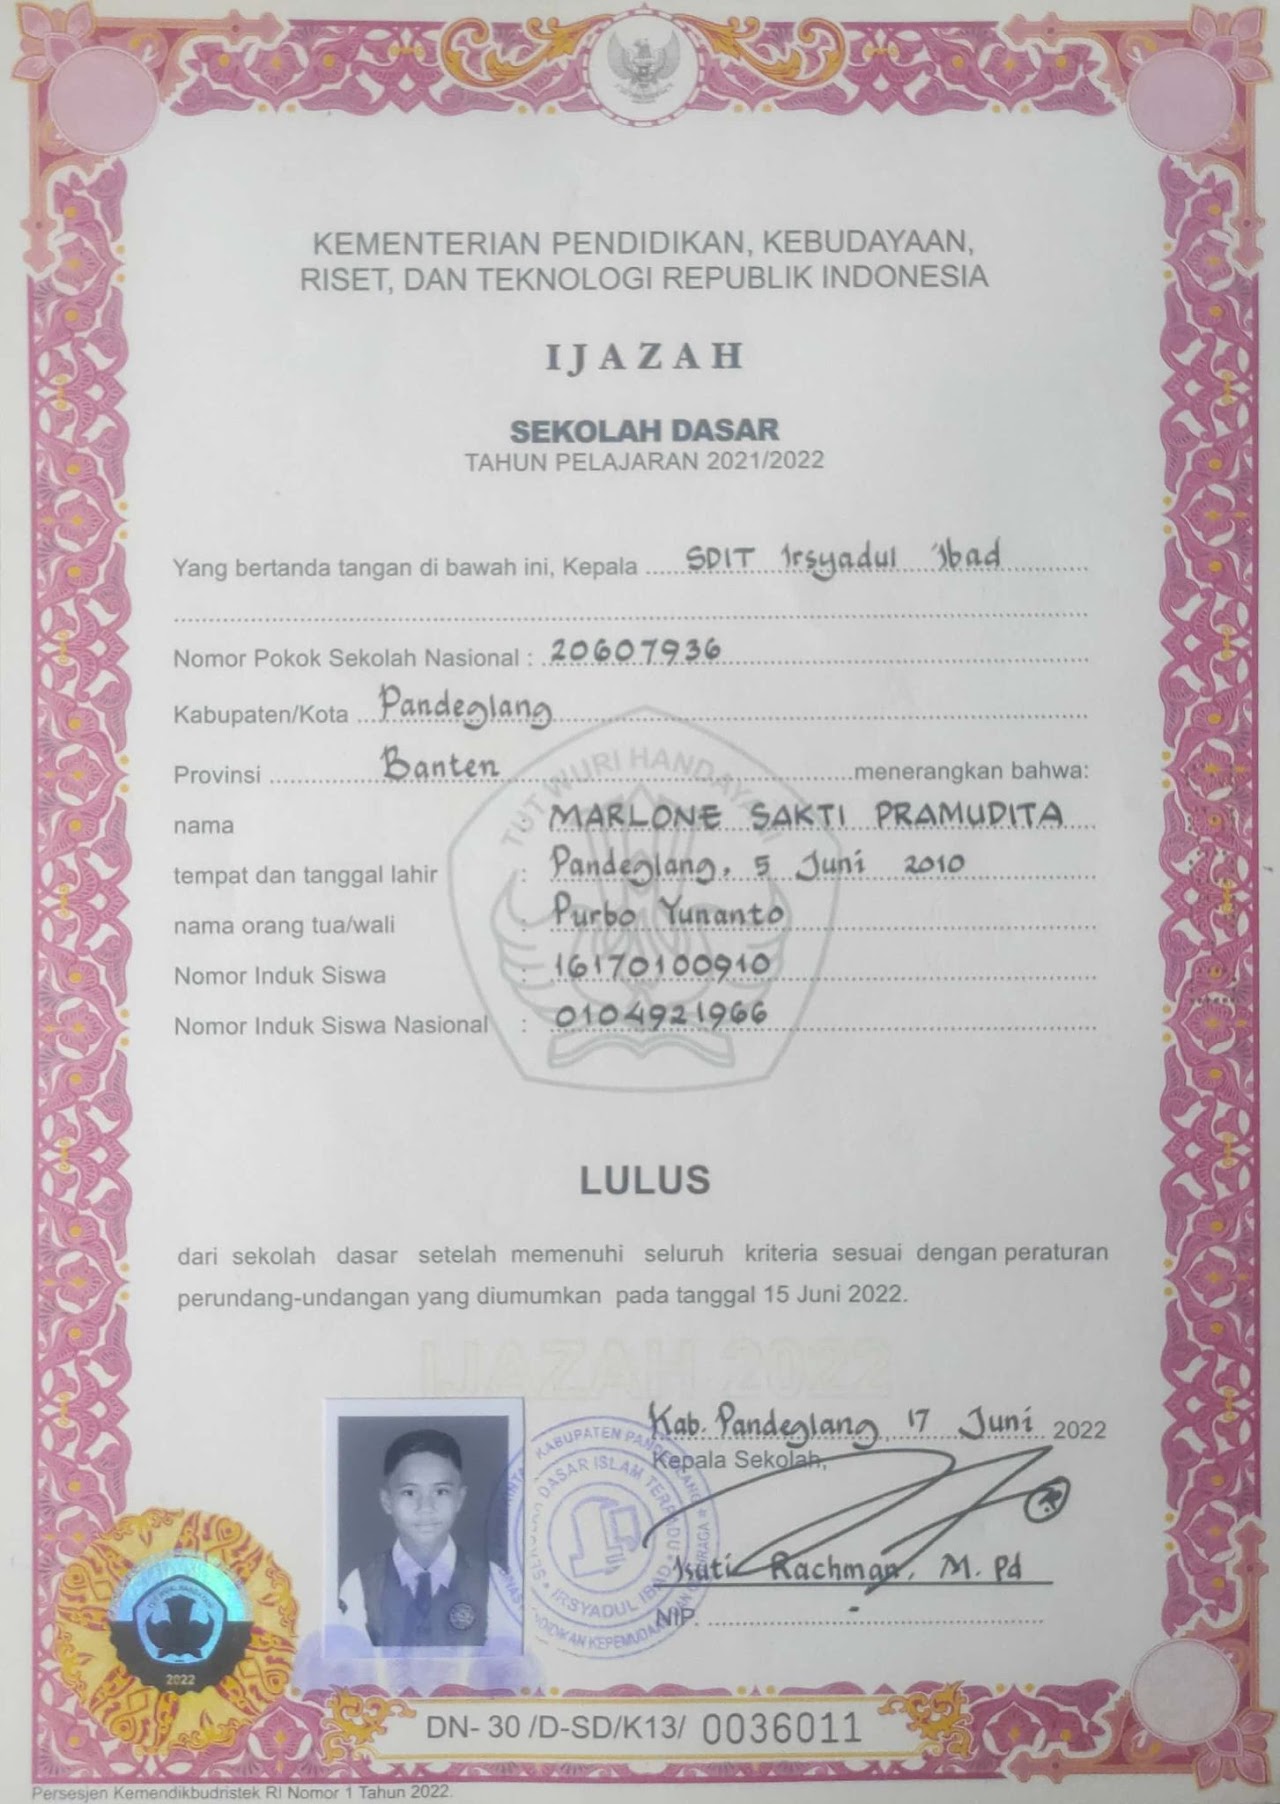 KEMENTERIAN PENDIDIKAN, KEBUDAYAAN,
RISET, DAN TEKNOLOGI REPUBLIK INDONESIA
IJAZAH
SEKOLAH DASAR
TAHUN PELAJARAN 2021/2022
Yang bertanda tangan di bawah ini, Kepala SDIT Irsyadul 'Ibad
Nomor Pokok Sekolah Nasional : 20607936
Kabupaten/Kota Pandeglang
Provinsi Banten menerangkan bahwa:
TUT WURI HANDAYANI
nama : MARLONE SAKTI PRAMUDITA
tempat dan tanggal lahir : Pandeglang, 5 Juni 2010
nama orang tua/wali : Purbo Yunanto
Nomor Induk Siswa : 16170100910
Nomor Induk Siswa Nasional : 0104921966
LULUS
dari sekolah dasar setelah memenuhi seluruh kriteria sesuai dengan peraturan
perundang-undangan yang diumumkan pada tanggal 15 Juni 2022.
IJAZAH 2022
Kab. Pandeglang, 17 Juni 2022
Kepala Sekolah,
KABUPATEN PANDEGLANG
DASAR ISLAM TERPADU
IRSYADUL IBAD
Rachman, M.Pd
NIP. -
2022
DN- 30 /D-SD/K13/ 0036011
Persesjen Kemendikbudristek RI Nomor 1 Tahun 2022.